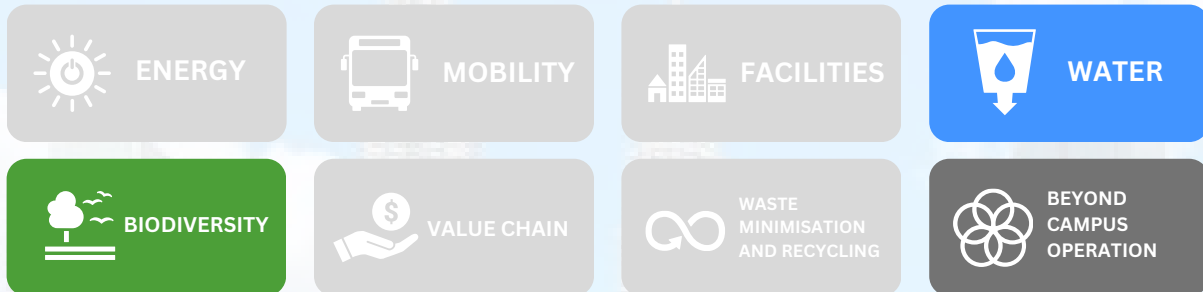 ENERGY
MOBILITY
FACILITIES
WATER
BIODIVERSITY
$
VALUE CHAIN
WASTE
MINIMISATION
AND RECYCLING
BEYOND
CAMPUS
OPERATION